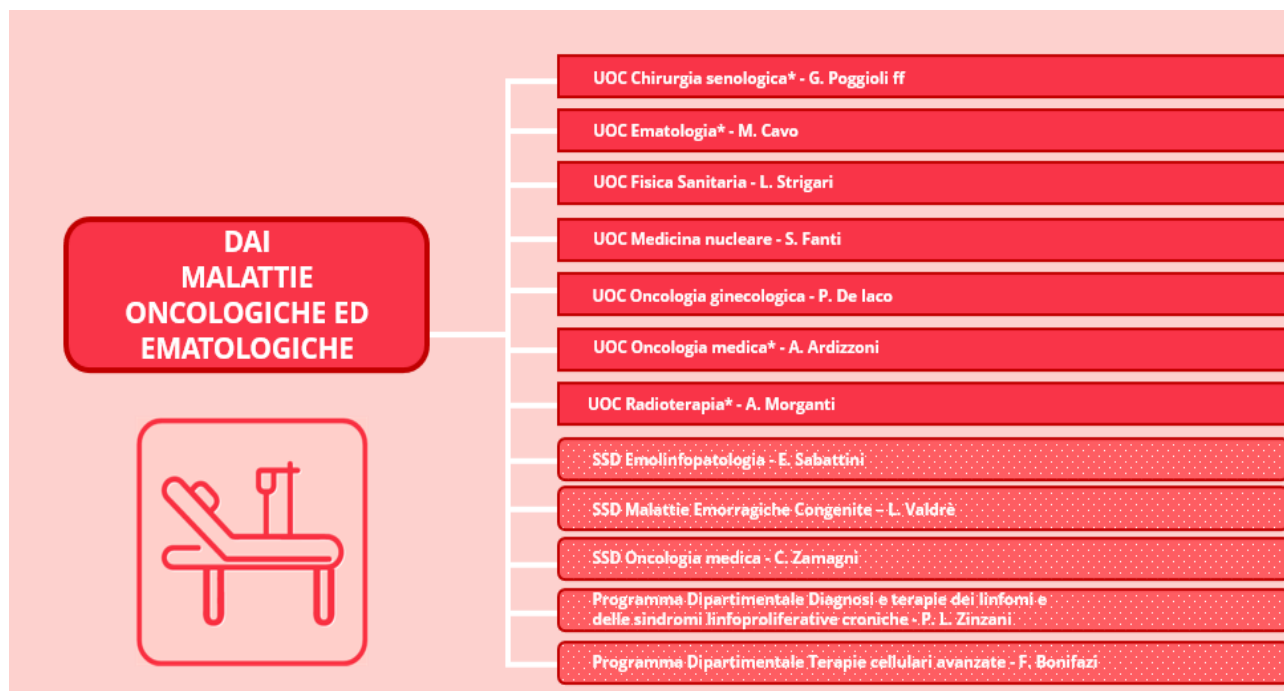 DAI
MALATTIE
ONCOLOGICHE ED
EMATOLOGICHE
UOC Chirurgia senologica* - G. Poggioli ff
UOC Ematologia* - M. Cavo
UOC Fisica Sanitaria - L. Strigari
UOC Medicina nucleare - S. Fanti
UOC Oncologia ginecologica - P. De Iaco
UOC Oncologia medica* - A. Ardizzoni
UOC Radioterapia* - A. Morganti
SSD Emolinfopatologia - E. Sabattini
SSD Malattie Emorragiche Congenite – L. Valdrè
SSD Oncologia medica - C. Zamagni
Programma Dipartimentale Diagnosi e terapie dei linfomi e
delle sindromi linfoproliferative croniche - P. L. Zinzani
Programma Dipartimentale Terapie cellulari avanzate - F. Bonifazi